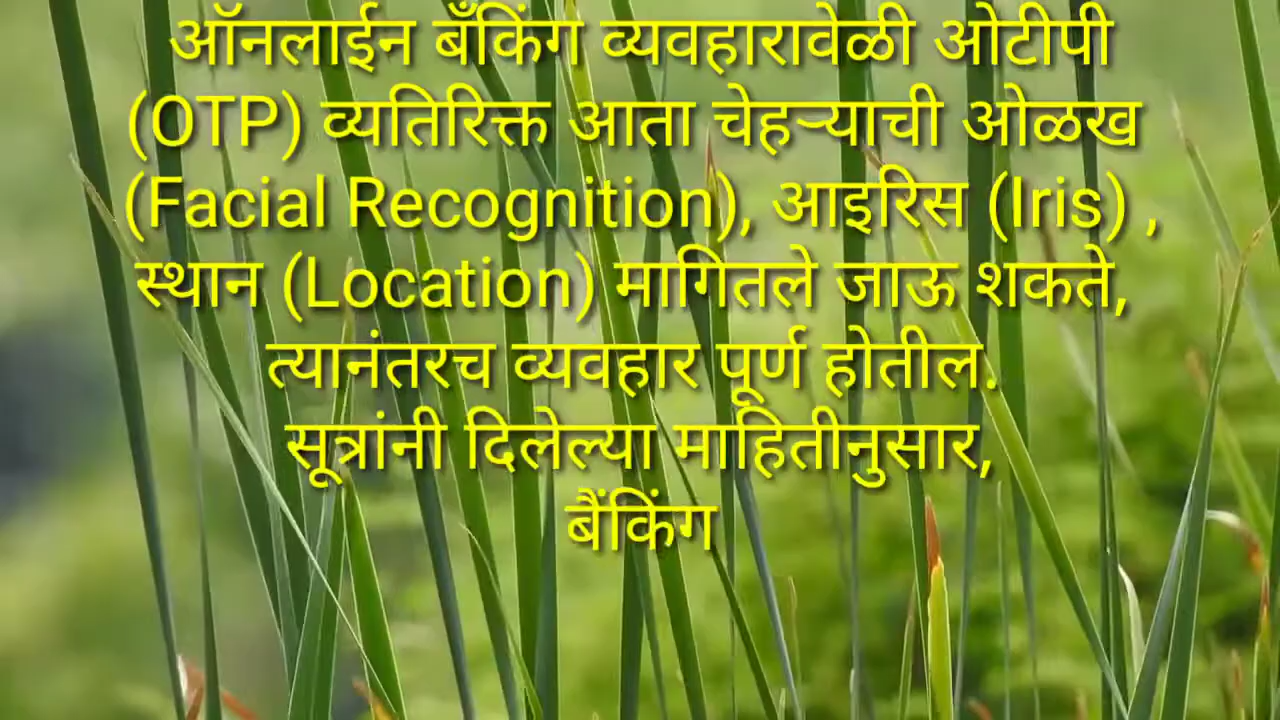 ऑनलाईन बँकिंग व्यवहारावेळी ओटीपी
(OTP) व्यतिरिक्त आता चेहऱ्याची ओळख
(Facial Recognition), आइरिस (Iris) ,
स्थान (Location) मागितले जाऊ शकते,
त्यानंतरच व्यवहार पूर्ण होतील.
सूत्रांनी दिलेल्या माहितीनुसार,
बैंकिंग